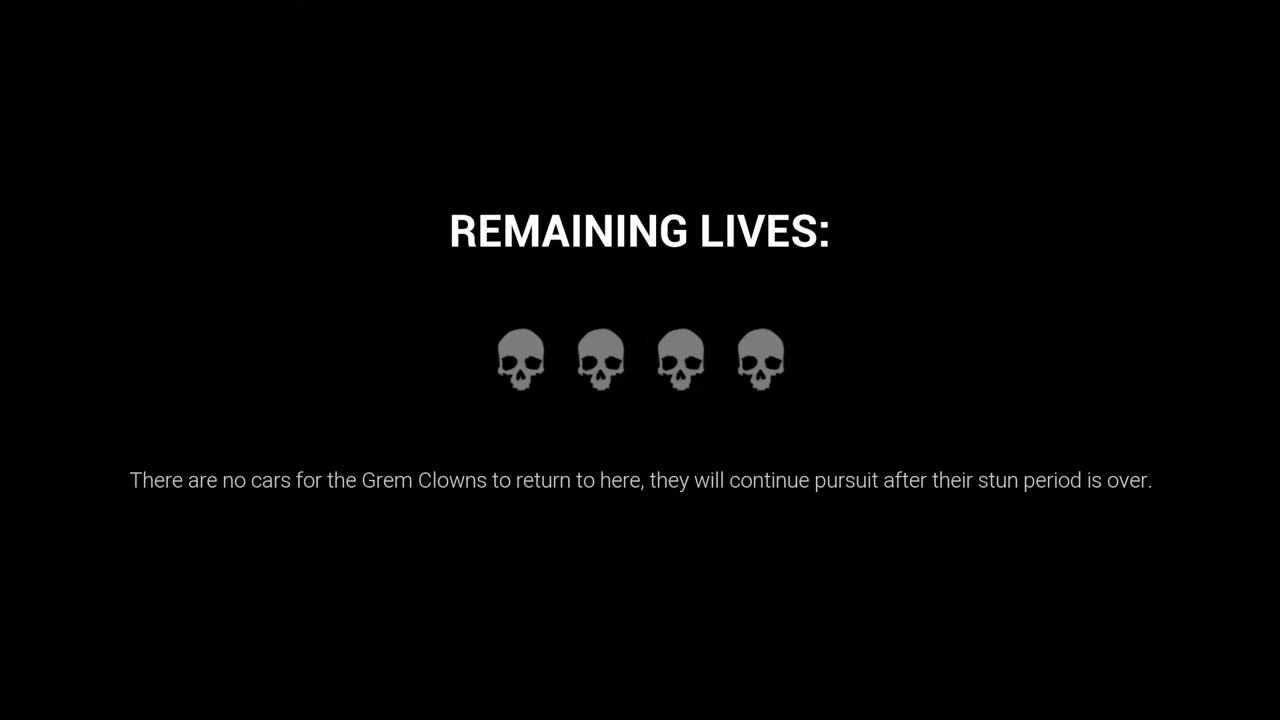 REMAINING LIVES:
There are no cars for the Grem Clowns to return to here, they will continue pursuit after their stun period is over.